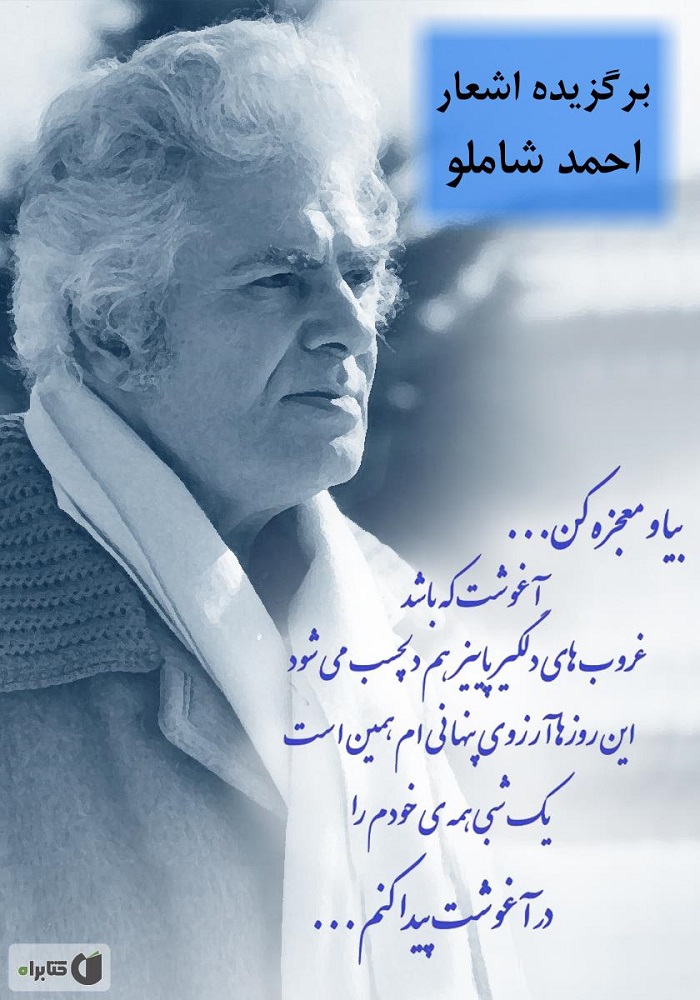 برگزیده اشعار
احمد شاملو
بیا و معجزه کن...
آغوشت که باشد
غروب های دلگیر پاییز هم دلچسب می شود
این روزها آرزوی پنهانی ام همین است
یک شبی همه ی خودم را
در آغوشت پیدا کنم...
کتابراه